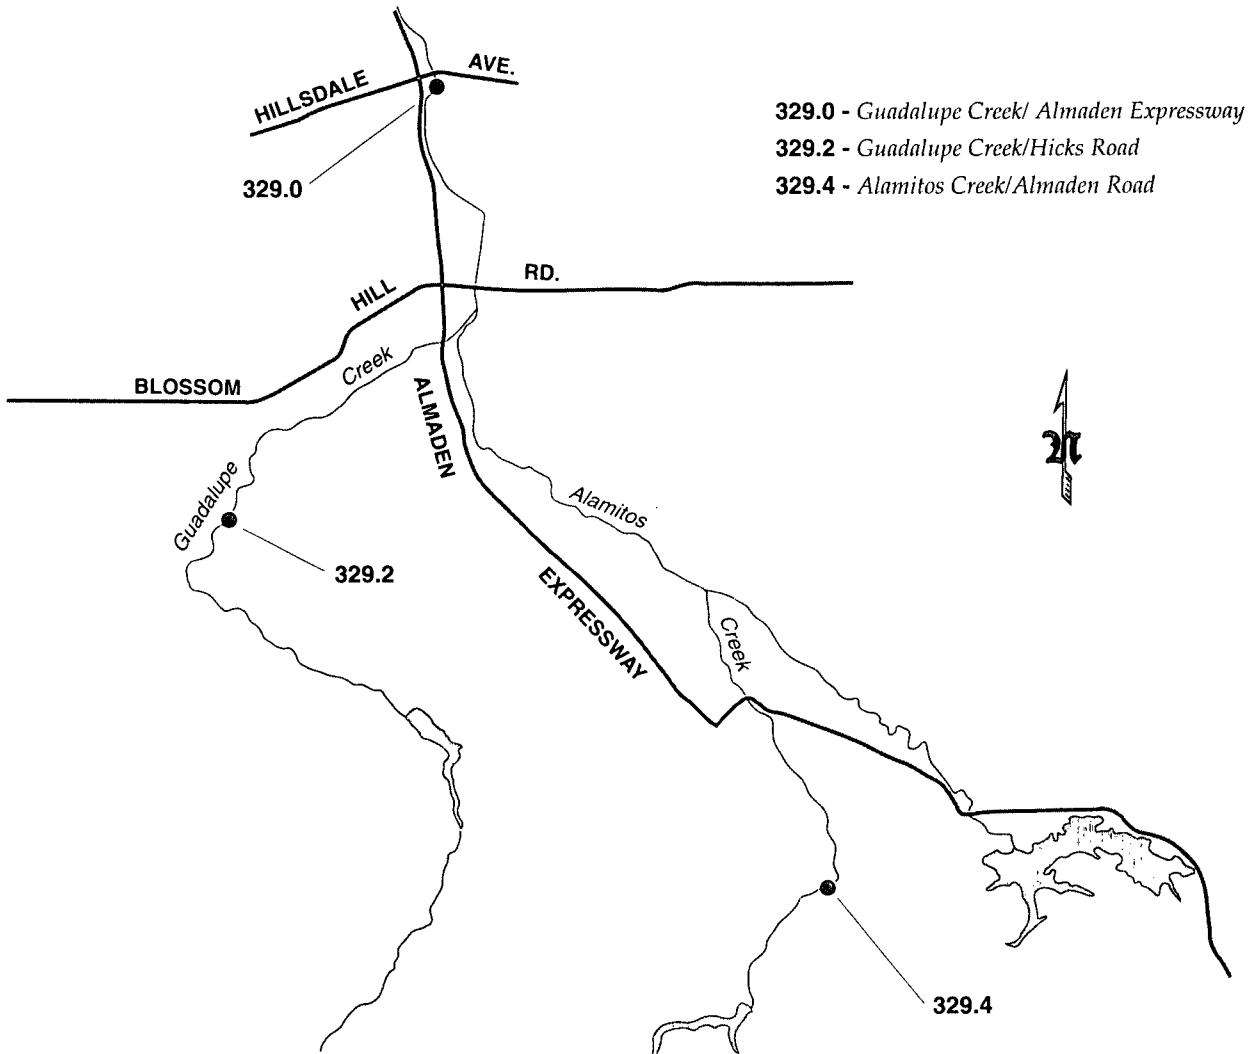 HILLSDALE AVE.
329.0 - Guadalupe Creek/ Almaden Expressway
329.2 - Guadalupe Creek/Hicks Road
329.4 - Alamitos Creek/Almaden Road
329.0
BLOSSOM HILL RD.
Guadalupe Creek
ALMADEN EXPRESSWAY
N
Alamitos Creek
329.2
329.4